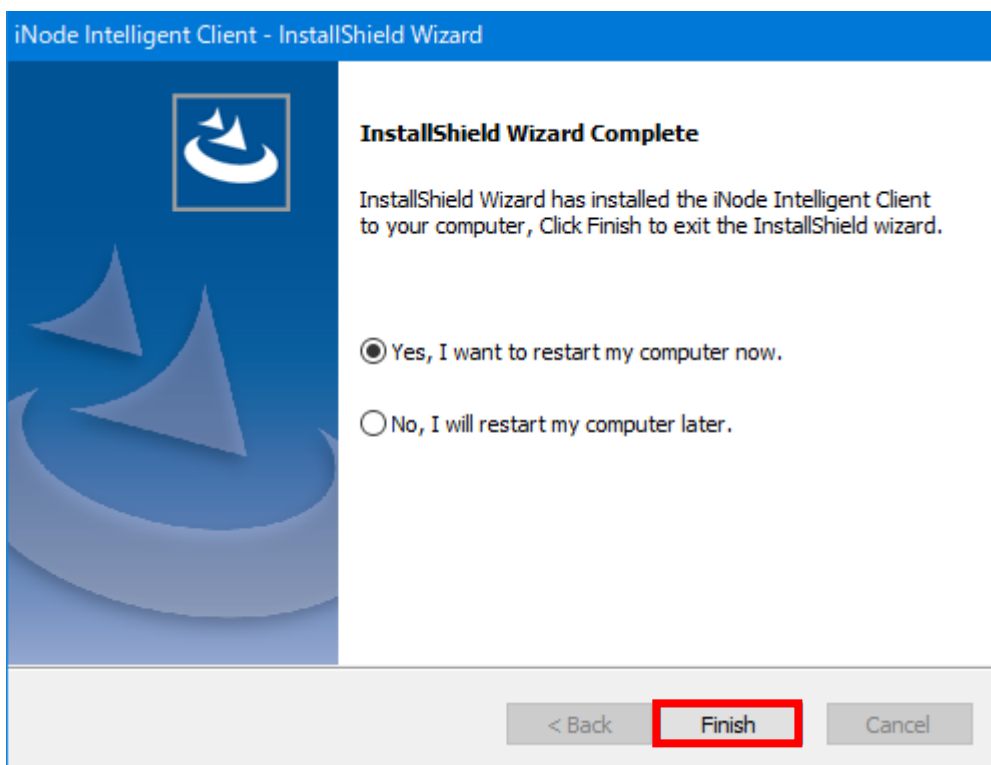 iNode Intelligent Client - InstallShield Wizard
InstallShield Wizard Complete
InstallShield Wizard has installed the iNode Intelligent Client
to your computer, Click Finish to exit the InstallShield wizard.
Yes, I want to restart my computer now.
No, I will restart my computer later.
< Back Finish Cancel